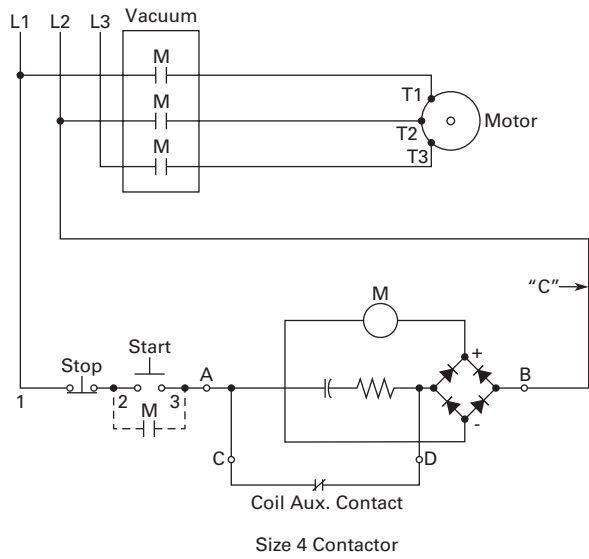 L1 L2 L3 Vacuum
M
T1
M
T2
Motor
M
T3
"C"
M
Start
Stop
A
+
B
1
2
3
M
-
C
D
Coil Aux. Contact
Size 4 Contactor